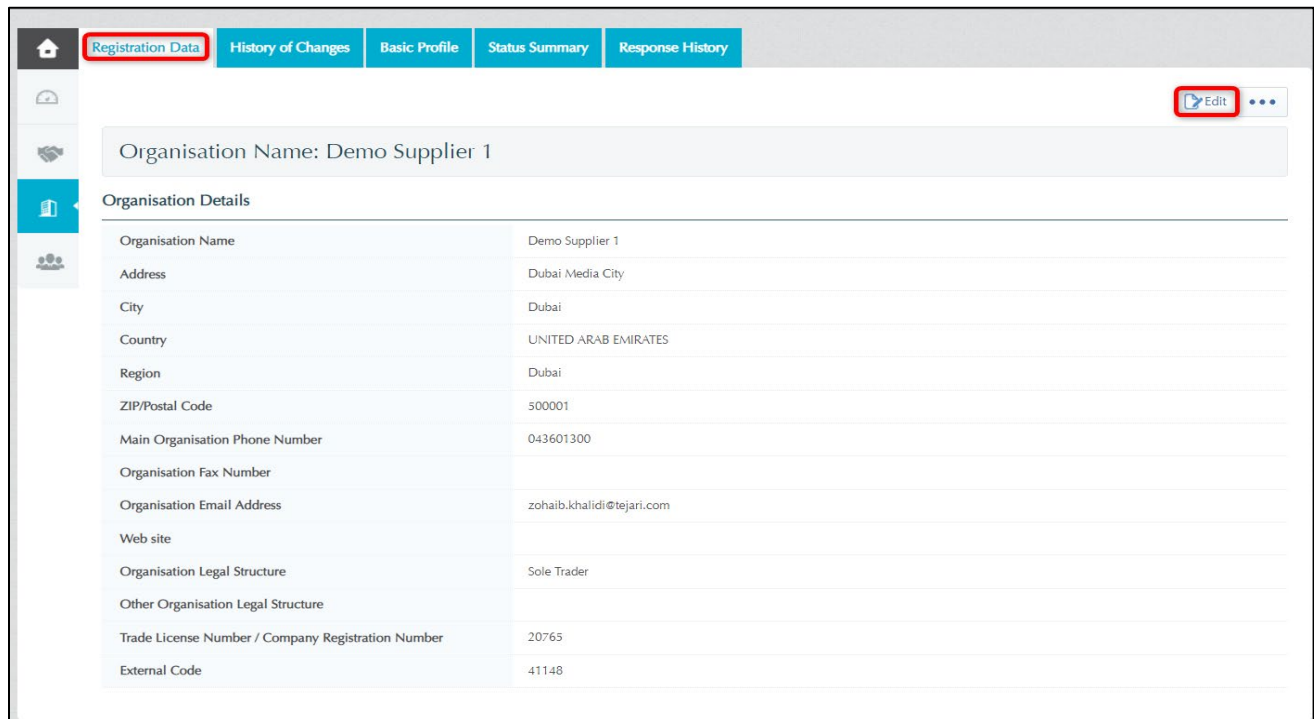 Registration Data History of Changes Basic Profile Status Summary Response History
Edit
Organisation Name: Demo Supplier 1
Organisation Details
Organisation Name Demo Supplier 1
Address Dubai Media City
City Dubai
Country UNITED ARAB EMIRATES
Region Dubai
ZIP/Postal Code 500001
Main Organisation Phone Number 043601300
Organisation Fax Number
Organisation Email Address zohaib.khalidi@tejari.com
Web site
Organisation Legal Structure Sole Trader
Other Organisation Legal Structure
Trade License Number / Company Registration Number 20765
External Code 41148